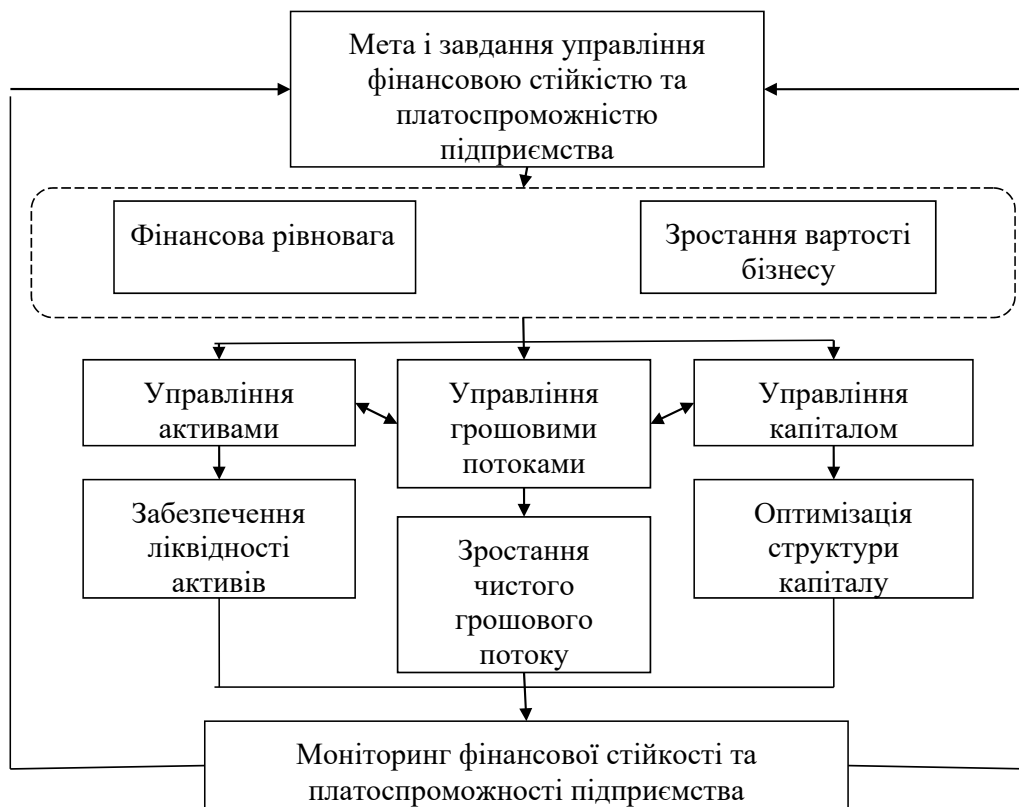 Мета і завдання управління
фінансовою стійкістю та
платоспроможністю
підприємства
Фінансова рівновага
Зростання вартості
бізнесу
Управління
активами
Управління
грошовими
потоками
Управління
капіталом
Забезпечення
ліквідності
активів
Зростання
чистого
грошового
потоку
Оптимізація
структури
капіталу
Моніторинг фінансової стійкості та
платоспроможності підприємства